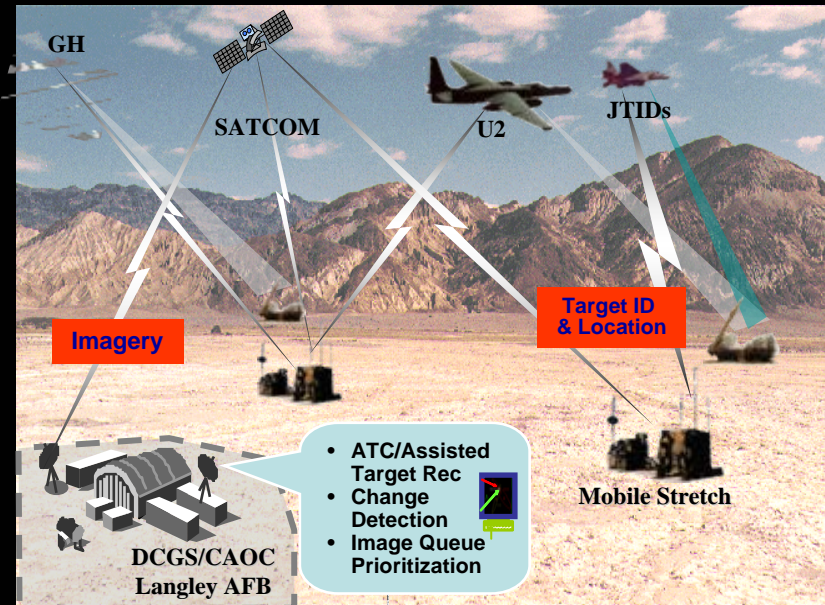 GH
SATCOM
U2
JTIDs
Imagery
Target ID
& Location
• ATC/Assisted
Target Rec
• Change
Detection
• Image Queue
Prioritization
Mobile Stretch
DCGS/CAOC
Langley AFB